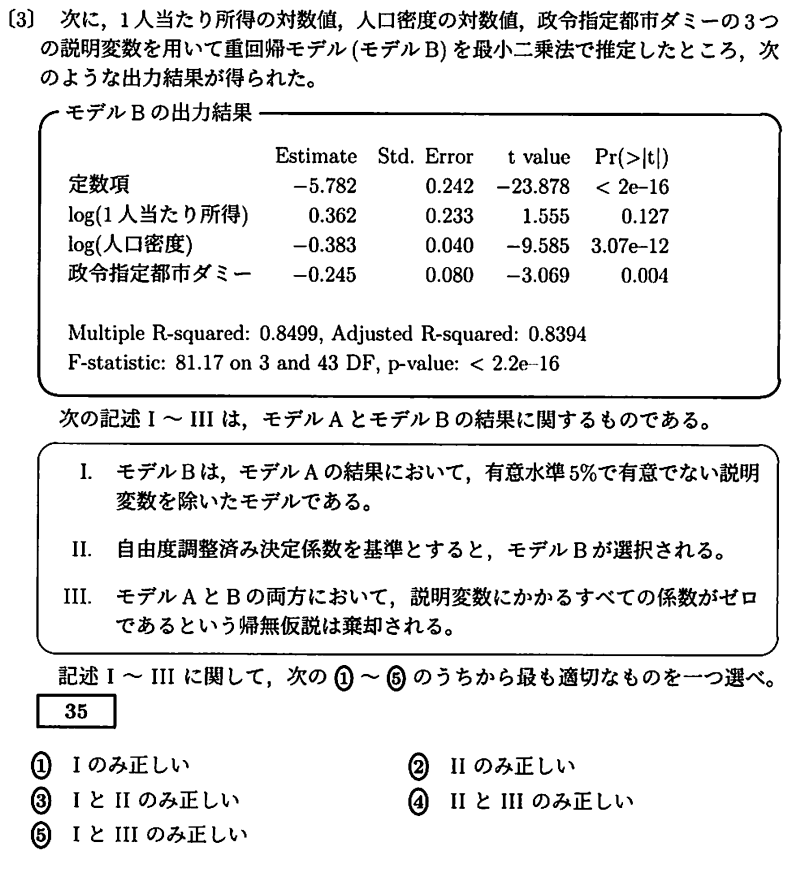 〔3〕 次に，1人当たり所得の対数値，人口密度の対数値，政令指定都市ダミーの3つ
の説明変数を用いて重回帰モデル (モデル B) を最小二乗法で推定したところ，次
のような出力結果が得られた。
モデル B の出力結果
Estimate Std. Error t value Pr(>|t|)
定数項 −5.782 0.242 −23.878 < 2e−16
log(1人当たり所得) 0.362 0.233 1.555 0.127
log(人口密度) −0.383 0.040 −9.585 3.07e−12
政令指定都市ダミー −0.245 0.080 −3.069 0.004
Multiple R-squared: 0.8499, Adjusted R-squared: 0.8394
F-statistic: 81.17 on 3 and 43 DF, p-value: < 2.2e−16
次の記述 I ～ III は，モデル A とモデル B の結果に関するものである。
I. モデル B は，モデル A の結果において，有意水準 5%で有意でない説明
変数を除いたモデルである。
II. 自由度調整済み決定係数を基準とすると，モデル B が選択される。
III. モデル A と B の両方において，説明変数にかかるすべての係数がゼロ
であるという帰無仮説は棄却される。
記述 I ～ III に関して，次の ① ～ ⑤ のうちから最も適切なものを一つ選べ。
35
① I のみ正しい ② II のみ正しい
③ I と II のみ正しい ④ II と III のみ正しい
⑤ I と III のみ正しい